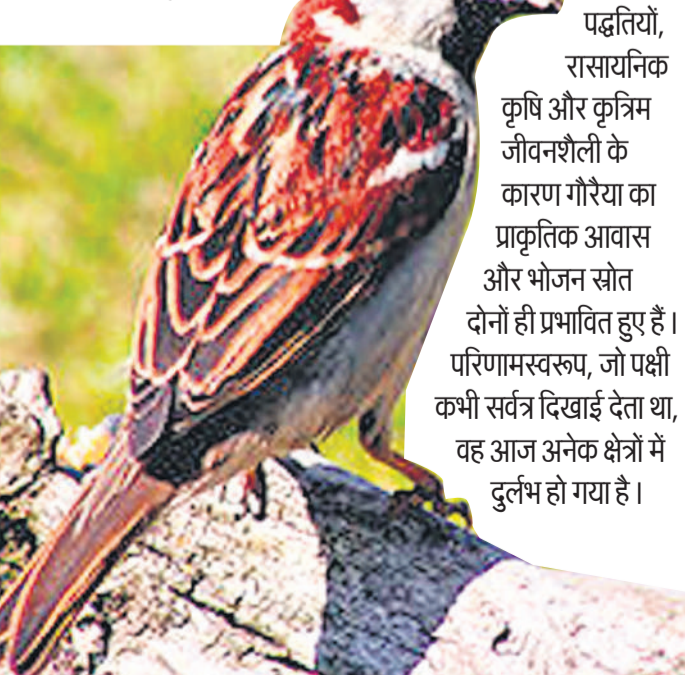 पद्धतियों,
रासायनिक
कृषि और कृत्रिम
जीवनशैली के
कारण गौरैया का
प्राकृतिक आवास
और भोजन स्रोत
दोनों ही प्रभावित हुए हैं।
परिणामस्वरूप, जो पक्षी
कभी सर्वत्र दिखाई देता था,
वह आज अनेक क्षेत्रों में
दुर्लभ हो गया है।